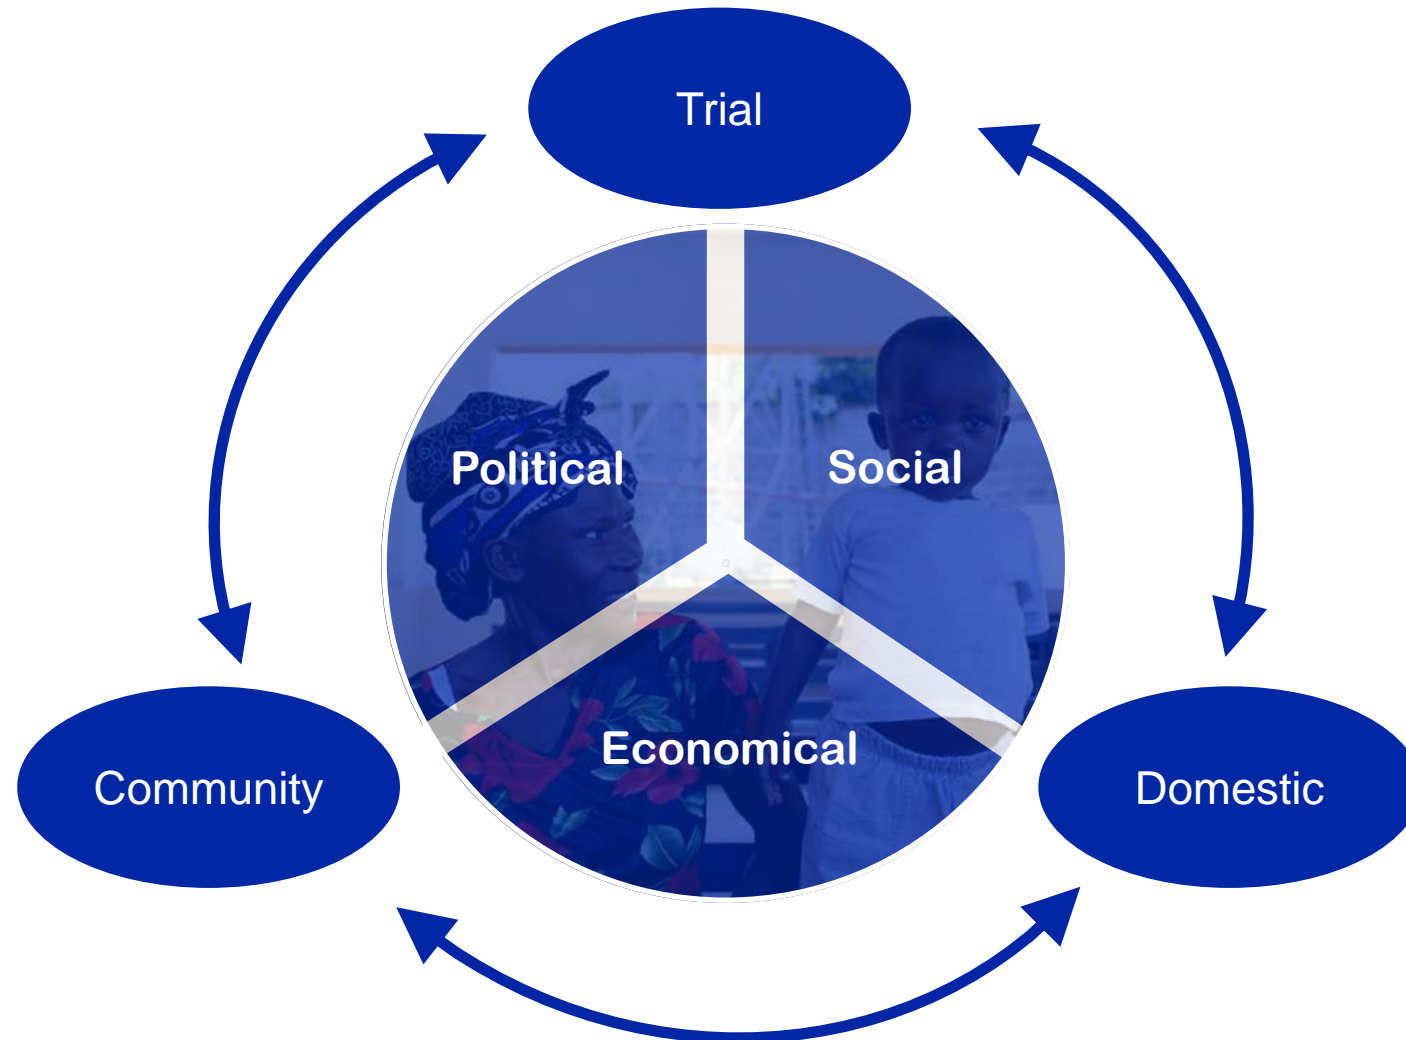 Trial
Political
Social
Economical
Community
Domestic